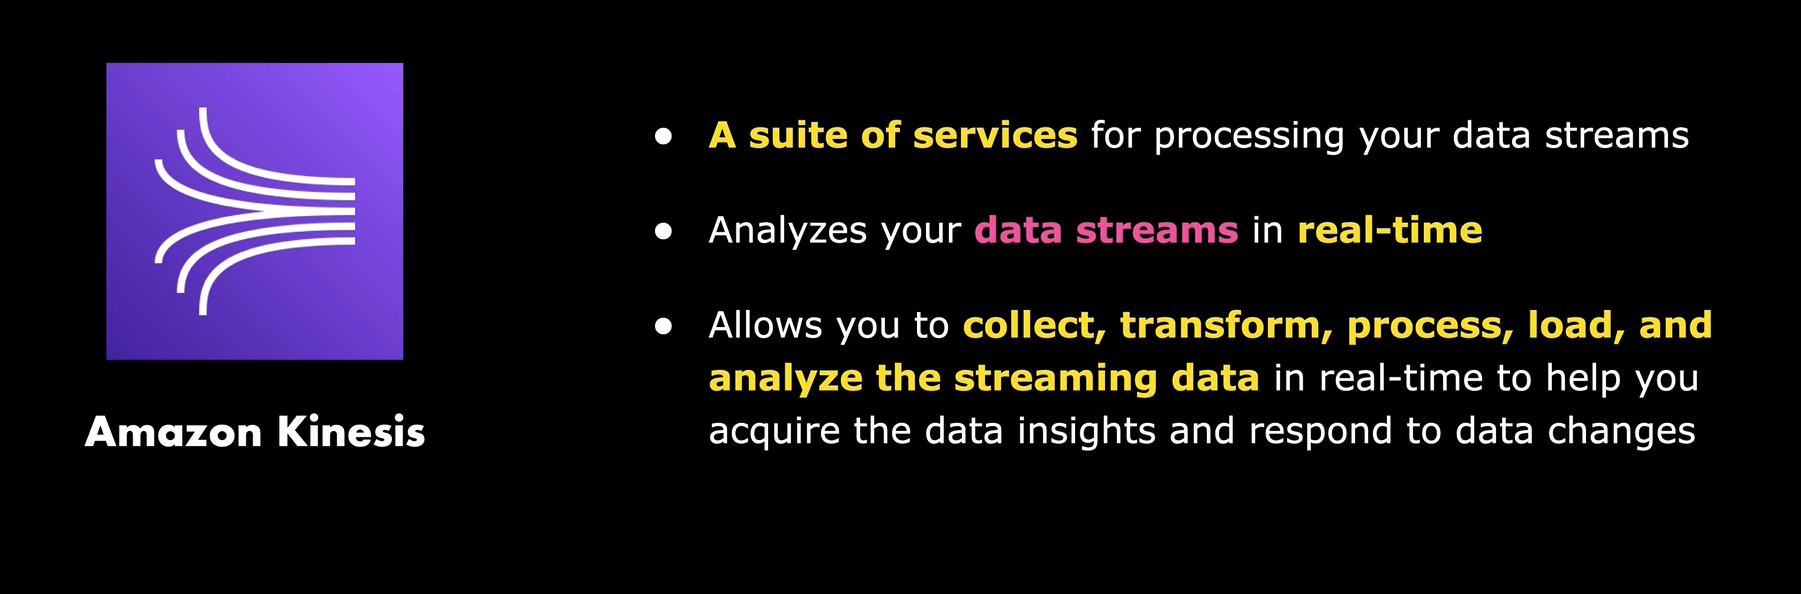 Amazon Kinesis
● A suite of services for processing your data streams
● Analyzes your data streams in real-time
● Allows you to collect, transform, process, load, and
analyze the streaming data in real-time to help you
acquire the data insights and respond to data changes